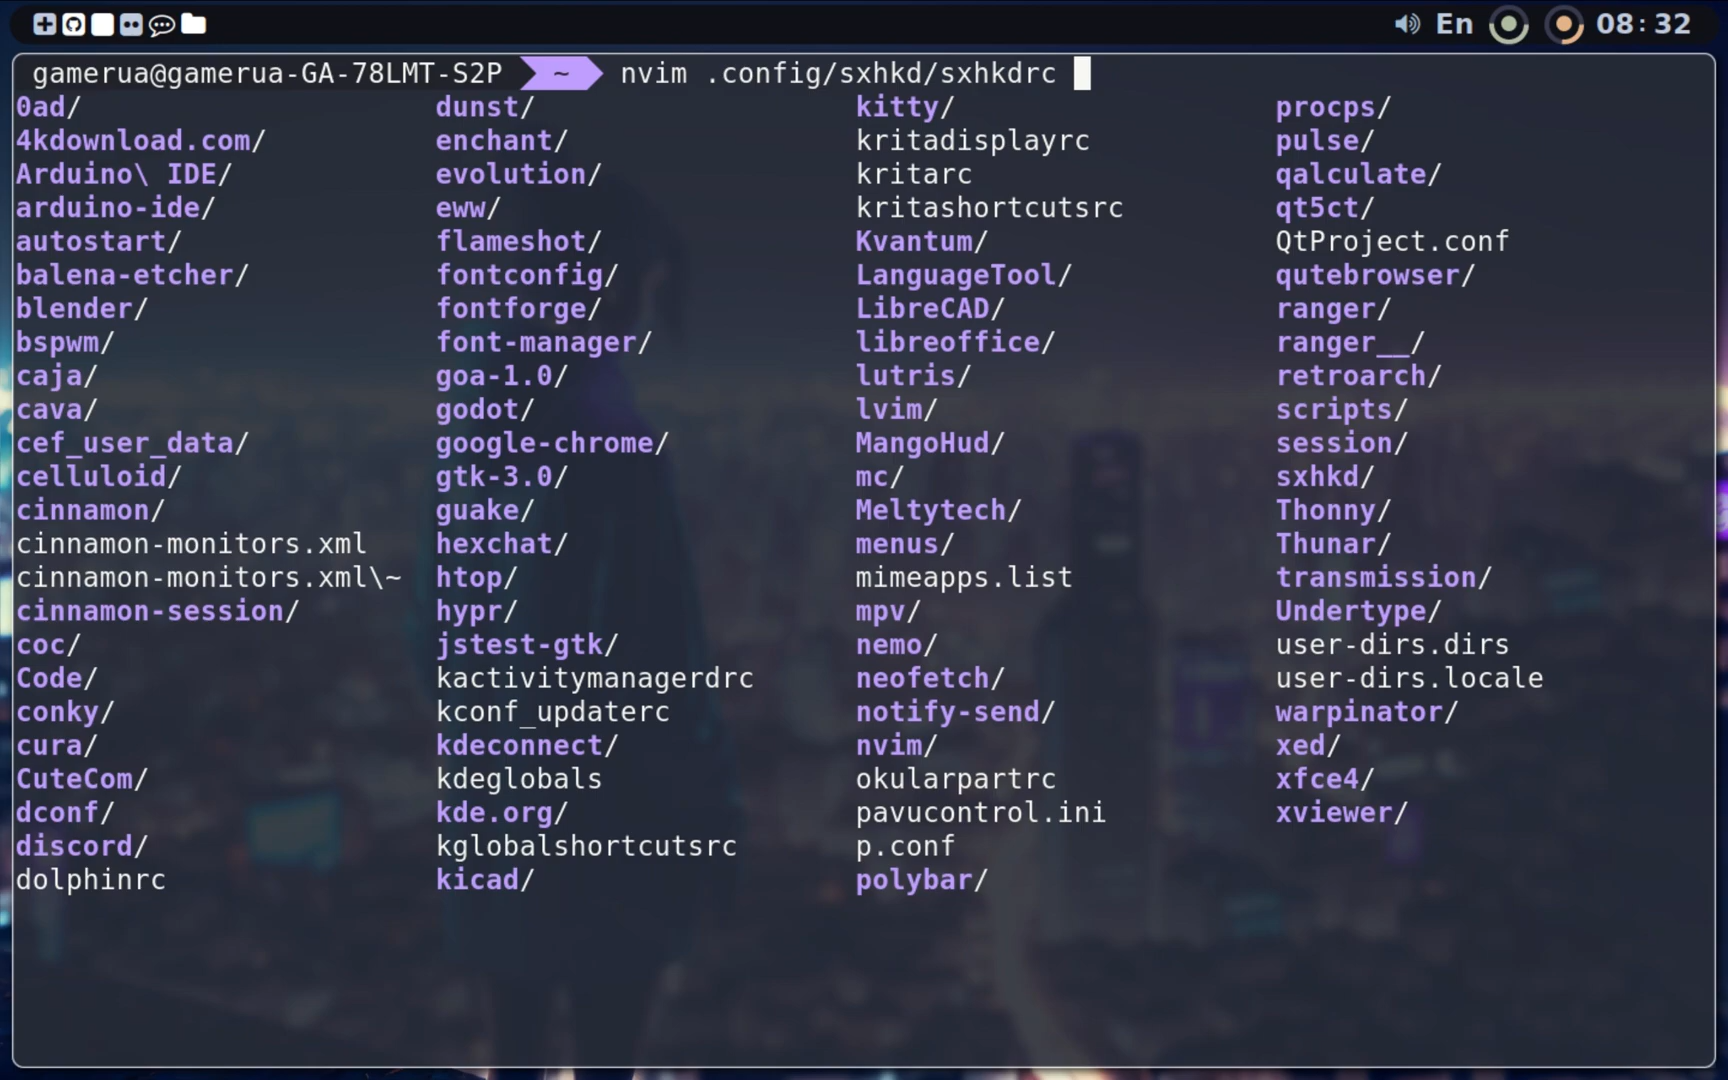 En 08:32
gamerua@gamerua-GA-78LMT-S2P ~ nvim .config/sxhkd/sxhkdrc
0ad/ dunst/ kitty/ procps/
4kdownload.com/ enchant/ kritadisplayrc pulse/
Arduino\ IDE/ evolution/ kritarc qalculate/
arduino-ide/ eww/ kritashortcutsrc qt5ct/
autostart/ flameshot/ Kvantum/ QtProject.conf
balena-etcher/ fontconfig/ LanguageTool/ qutebrowser/
blender/ fontforge/ LibreCAD/ ranger/
bspwm/ font-manager/ libreoffice/ ranger__/
caja/ goa-1.0/ lutris/ retroarch/
cava/ godot/ lvim/ scripts/
cef_user_data/ google-chrome/ MangoHud/ session/
celluloid/ gtk-3.0/ mc/ sxhkd/
cinnamon/ guake/ Meltytech/ Thonny/
cinnamon-monitors.xml hexchat/ menus/ Thunar/
cinnamon-monitors.xml\~ htop/ mimeapps.list transmission/
cinnamon-session/ hypr/ mpv/ Undertype/
coc/ jstest-gtk/ nemo/ user-dirs.dirs
Code/ kactivitymanagerdrc neofetch/ user-dirs.locale
conky/ kconf_updaterc notify-send/ warpinator/
cura/ kdeconnect/ nvim/ xed/
CuteCom/ kdeglobals okularpartrc xfce4/
dconf/ kde.org/ pavucontrol.ini xviewer/
discord/ kglobalshortcutsrc p.conf
dolphinrc kicad/ polybar/